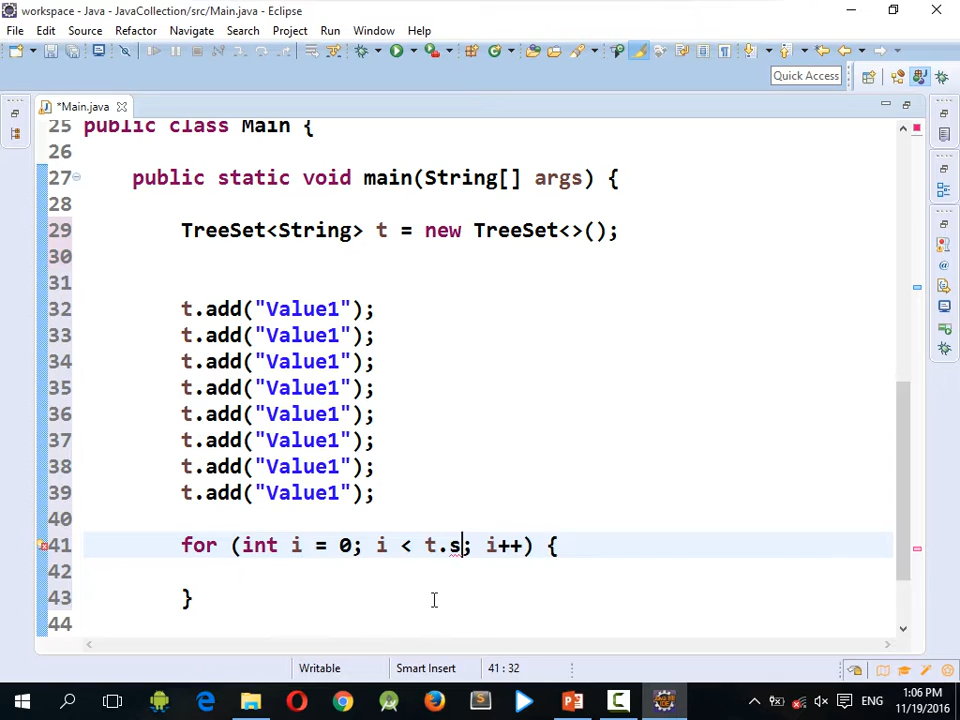 workspace - Java - JavaCollection/src/Main.java - Eclipse
File Edit Source Refactor Navigate Search Project Run Window Help
Quick Access
*Main.java
25 public class Main {
26
27 public static void main(String[] args) {
28
29 TreeSet<String> t = new TreeSet<>();
30
31
32 t.add("Value1");
33 t.add("Value1");
34 t.add("Value1");
35 t.add("Value1");
36 t.add("Value1");
37 t.add("Value1");
38 t.add("Value1");
39 t.add("Value1");
40
41 for (int i = 0; i < t.s; i++) {
42
43 }
44
Writable Smart Insert 41 : 32
ENG 1:06 PM
11/19/2016